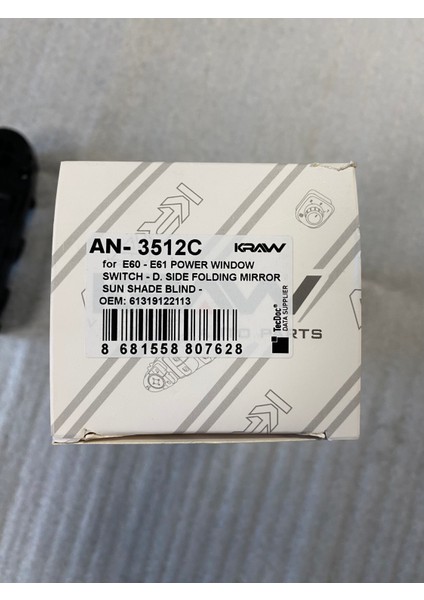 AN- 3512C KRAW
for E60 - E61 POWER WINDOW
SWITCH - D. SIDE FOLDING MIRROR
SUN SHADE BLIND -
OEM: 61319122113
8 681558 807628
TecDoc®
DATA SUPPLIER
PARTS